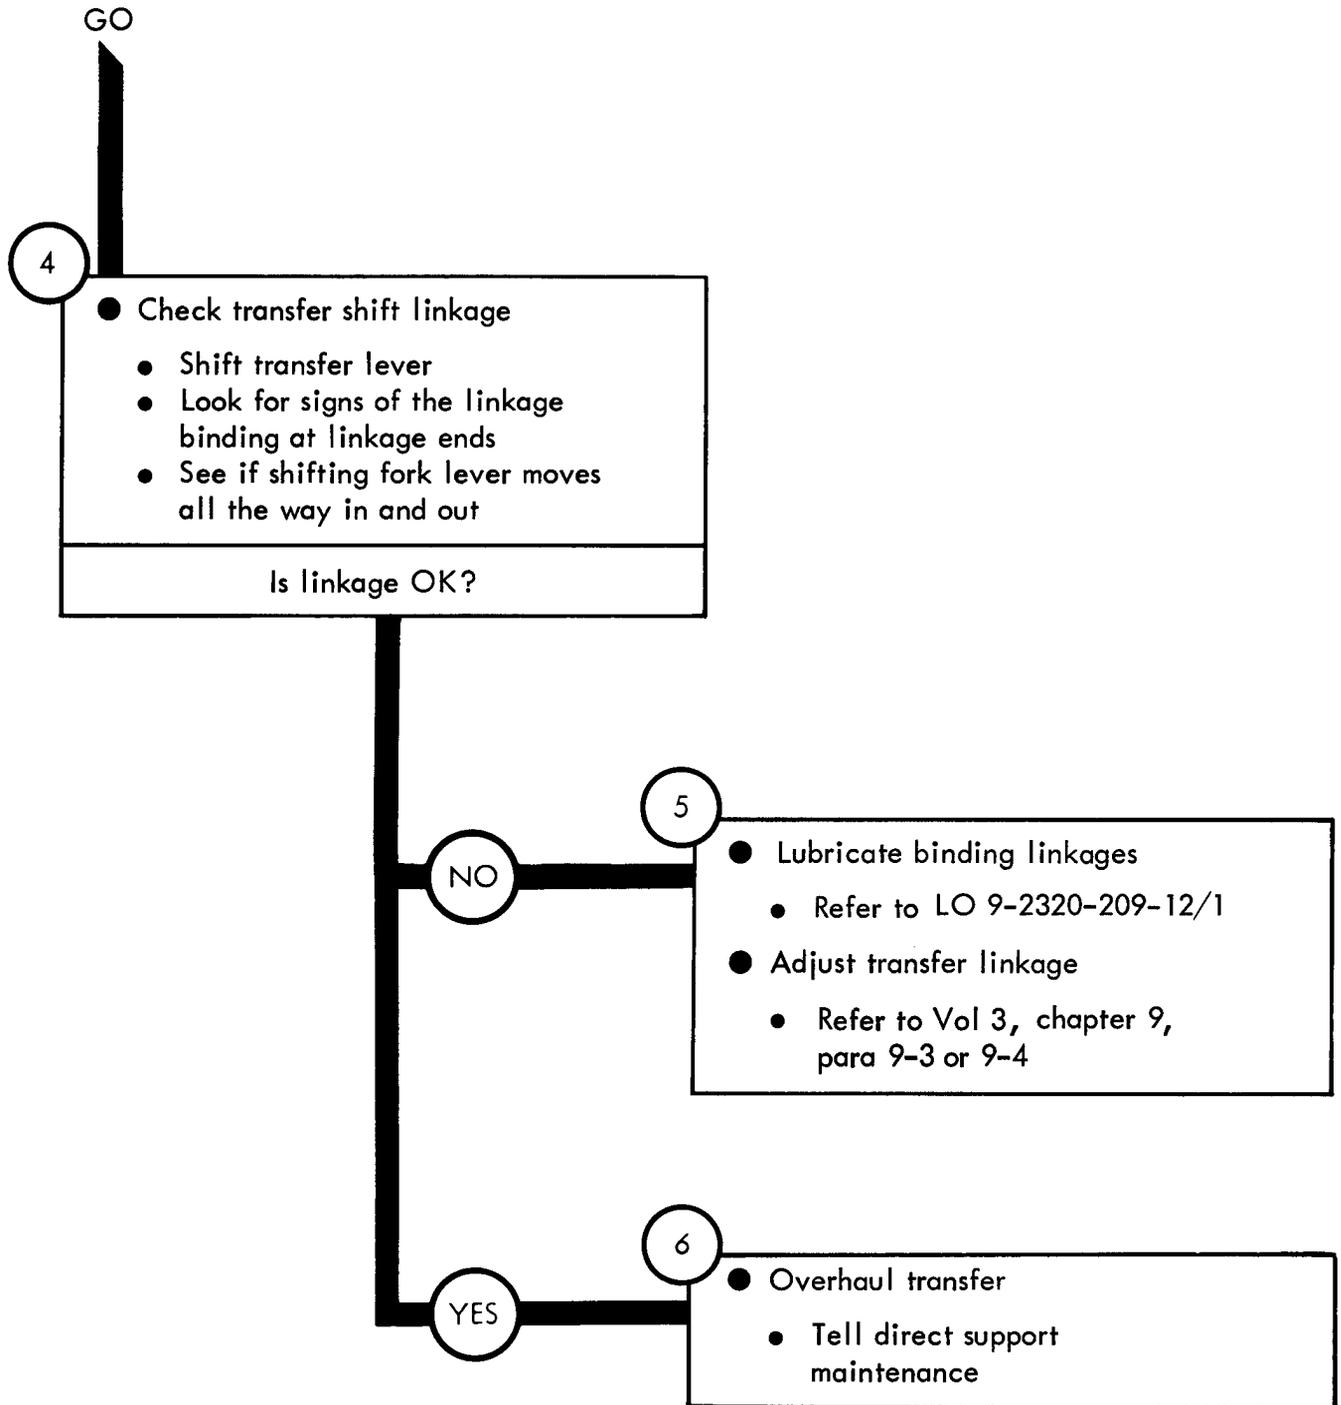 GO
4
● Check transfer shift linkage
● Shift transfer lever
● Look for signs of the linkage
binding at linkage ends
● See if shifting fork lever moves
all the way in and out
Is linkage OK?
5
NO
● Lubricate binding linkages
● Refer to LO 9-2320-209-12/1
● Adjust transfer linkage
● Refer to Vol 3, chapter 9,
para 9-3 or 9-4
6
YES
● Overhaul transfer
● Tell direct support
maintenance